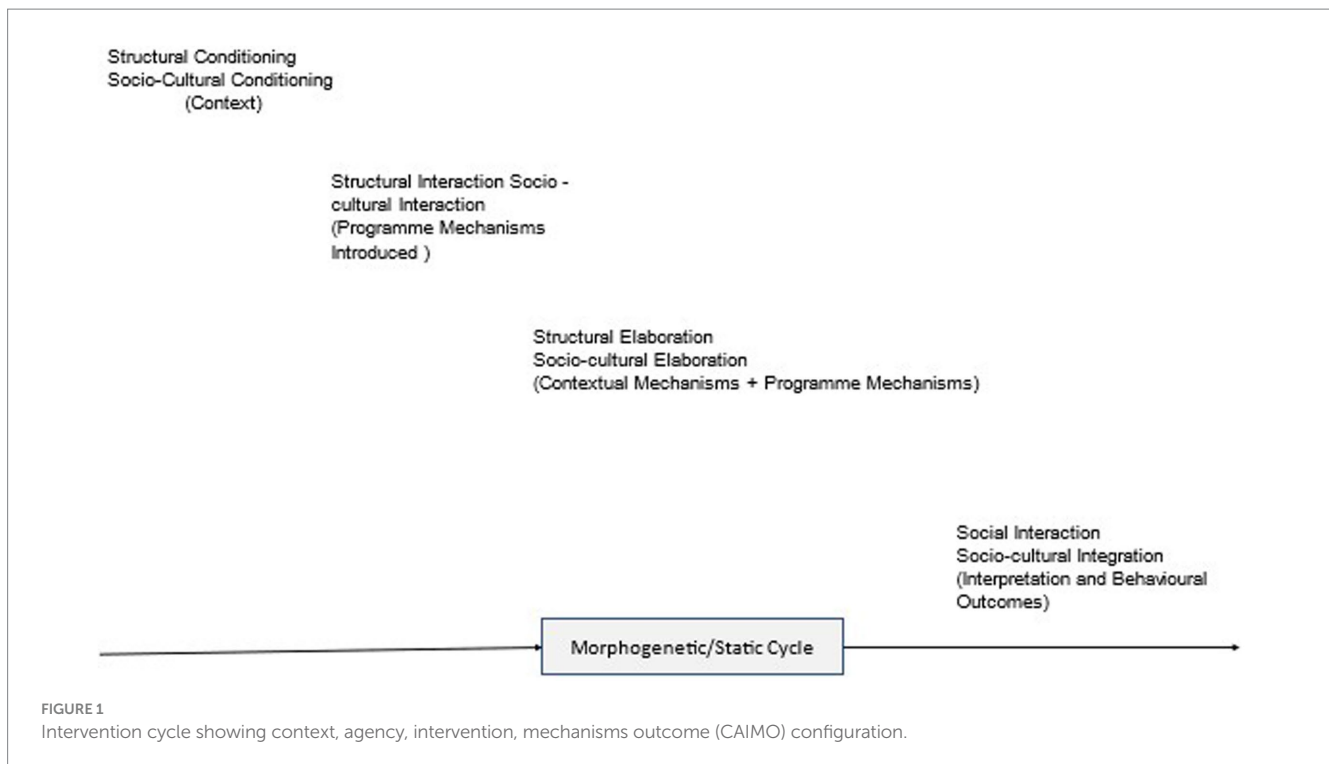 Structural Conditioning
Socio-Cultural Conditioning
(Context)
Structural Interaction Socio -
cultural Interaction
(Programme Mechanisms
Introduced )
Structural Elaboration
Socio-cultural Elaboration
(Contextual Mechanisms + Programme Mechanisms)
Social Interaction
Socio-cultural Integration
(Interpretation and Behavioural
Outcomes)
Morphogenetic/Static Cycle
FIGURE 1
Intervention cycle showing context, agency, intervention, mechanisms outcome (CAIMO) configuration.